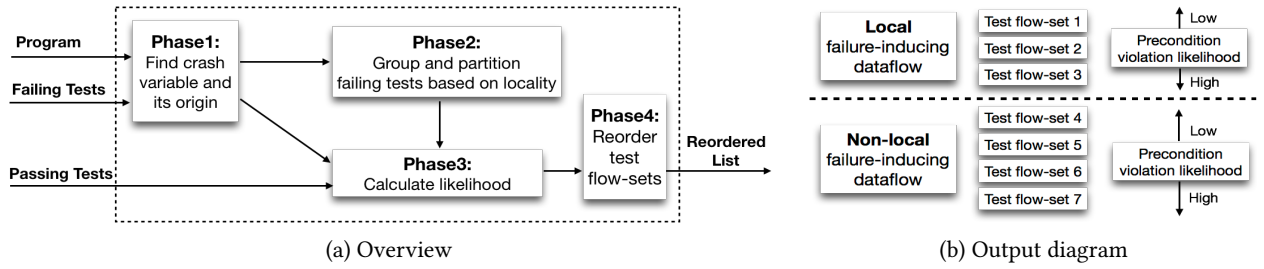 Program
Failing Tests
Passing Tests
Phase1:
Find crash
variable and
its origin
Phase2:
Group and partition
failing tests based on locality
Phase3:
Calculate likelihood
Phase4:
Reorder
test
flow-sets
Reordered
List
(a) Overview
Local
failure-inducing
dataflow
Test flow-set 1
Test flow-set 2
Test flow-set 3
Low
Precondition
violation likelihood
High
Non-local
failure-inducing
dataflow
Test flow-set 4
Test flow-set 5
Test flow-set 6
Test flow-set 7
Low
Precondition
violation likelihood
High
(b) Output diagram